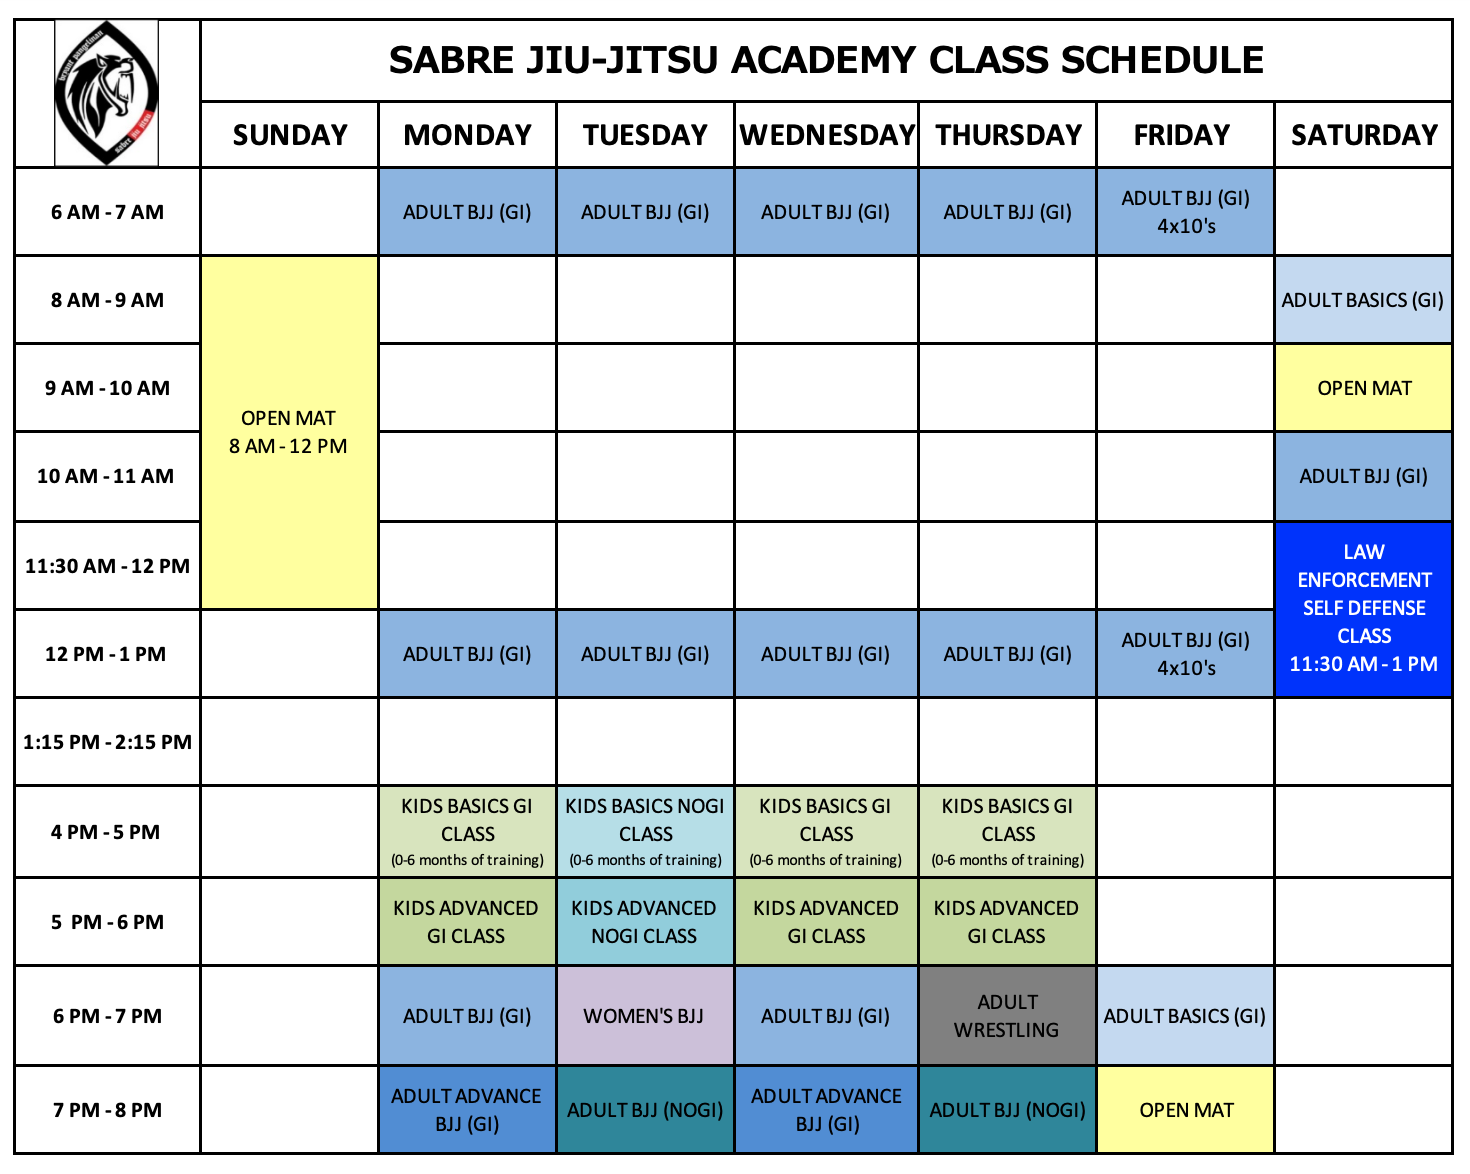 bryant pangelinan
sabre jiu jitsu
SABRE JIU-JITSU ACADEMY CLASS SCHEDULE
SUNDAY MONDAY TUESDAY WEDNESDAY THURSDAY FRIDAY SATURDAY
6 AM - 7 AM
ADULT BJJ (GI)
ADULT BJJ (GI)
ADULT BJJ (GI)
ADULT BJJ (GI)
ADULT BJJ (GI)
4x10's
8 AM - 9 AM
OPEN MAT
8 AM - 12 PM
ADULT BASICS (GI)
9 AM - 10 AM
OPEN MAT
10 AM - 11 AM
ADULT BJJ (GI)
11:30 AM - 12 PM
LAW
ENFORCEMENT
SELF DEFENSE
CLASS
11:30 AM - 1 PM
12 PM - 1 PM
ADULT BJJ (GI)
ADULT BJJ (GI)
ADULT BJJ (GI)
ADULT BJJ (GI)
ADULT BJJ (GI)
4x10's
1:15 PM - 2:15 PM
4 PM - 5 PM
KIDS BASICS GI
CLASS
(0-6 months of training)
KIDS BASICS NOGI
CLASS
(0-6 months of training)
KIDS BASICS GI
CLASS
(0-6 months of training)
KIDS BASICS GI
CLASS
(0-6 months of training)
5 PM - 6 PM
KIDS ADVANCED
GI CLASS
KIDS ADVANCED
NOGI CLASS
KIDS ADVANCED
GI CLASS
KIDS ADVANCED
GI CLASS
6 PM - 7 PM
ADULT BJJ (GI)
WOMEN'S BJJ
ADULT BJJ (GI)
ADULT
WRESTLING
ADULT BASICS (GI)
7 PM - 8 PM
ADULT ADVANCE
BJJ (GI)
ADULT BJJ (NOGI)
ADULT ADVANCE
BJJ (GI)
ADULT BJJ (NOGI)
OPEN MAT